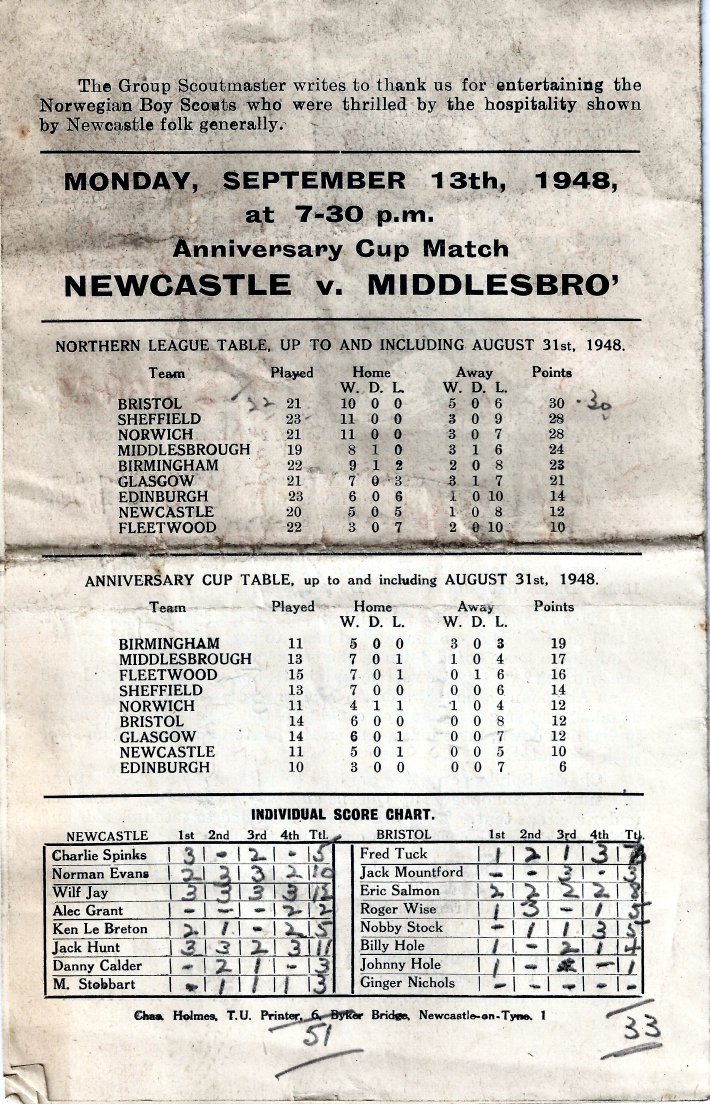 The Group Scoutmaster writes to thank us for entertaining the
Norwegian Boy Scouts who were thrilled by the hospitality shown
by Newcastle folk generally.
MONDAY, SEPTEMBER 13th, 1948,
at 7-30 p.m.
Anniversary Cup Match
NEWCASTLE v. MIDDLESBRO'
NORTHERN LEAGUE TABLE, UP TO AND INCLUDING AUGUST 31st, 1948.
Team Played Home Away Points
W. D. L. W. D. L.
BRISTOL 22 21 10 0 0 5 0 6 30 30
SHEFFIELD 23 11 0 0 3 0 9 28
NORWICH 21 11 0 0 3 0 7 28
MIDDLESBROUGH 19 8 1 0 3 1 6 24
BIRMINGHAM 22 9 1 2 2 0 8 23
GLASGOW 21 7 0 3 3 1 7 21
EDINBURGH 23 6 0 6 1 0 10 14
NEWCASTLE 20 5 0 5 1 0 8 12
FLEETWOOD 22 3 0 7 2 0 10 10
ANNIVERSARY CUP TABLE, up to and including AUGUST 31st, 1948.
Team Played Home Away Points
W. D. L. W. D. L.
BIRMINGHAM 11 5 0 0 3 0 3 19
MIDDLESBROUGH 13 7 0 1 1 0 4 17
FLEETWOOD 15 7 0 1 0 1 6 16
SHEFFIELD 13 7 0 0 0 0 6 14
NORWICH 11 4 1 1 1 0 4 12
BRISTOL 14 6 0 0 0 0 8 12
GLASGOW 14 6 0 1 0 0 7 12
NEWCASTLE 11 5 0 1 0 0 5 10
EDINBURGH 10 3 0 0 0 0 7 6
INDIVIDUAL SCORE CHART.
NEWCASTLE 1st 2nd 3rd 4th Ttl. BRISTOL 1st 2nd 3rd 4th Ttl.
Charlie Spinks 3 - 2 - 5 Fred Tuck 1 2 1 3 7
Norman Evans 2 3 3 2 10 Jack Mountford - - 3 - 3
Wilf Jay 3 3 3 3 12 Eric Salmon 2 2 2 2 8
Alec Grant - - - 2 2 Roger Wise 1 3 - 1 5
Ken Le Breton 2 1 - 2 5 Nobby Stock - 1 1 3 5
Jack Hunt 3 3 2 3 11 Billy Hole 1 - 2 1 4
Danny Calder - 2 1 - 3 Johnny Hole 1 - - 1
M. Stobbart - 1 1 1 3 Ginger Nichols - - - - -
Chas. Holmes, T.U. Printer, 6, Byker Bridge, Newcastle-on-Tyne. 1
51 33